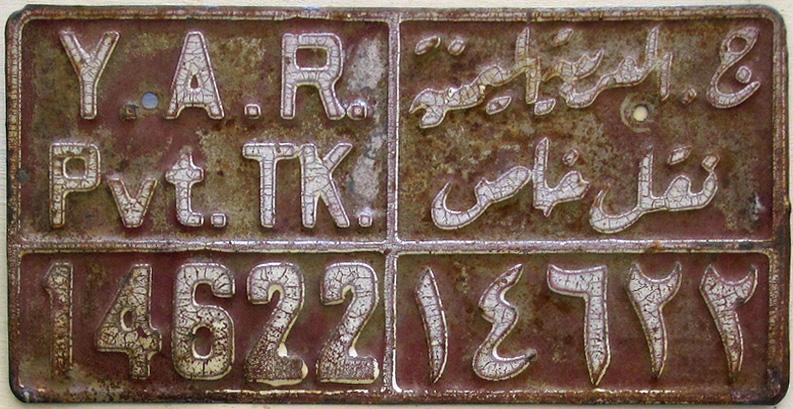 Y.A.R.
ج. العربية اليمنية
Pvt. TK.
نقل خاص
14622
١٤٦٢٢